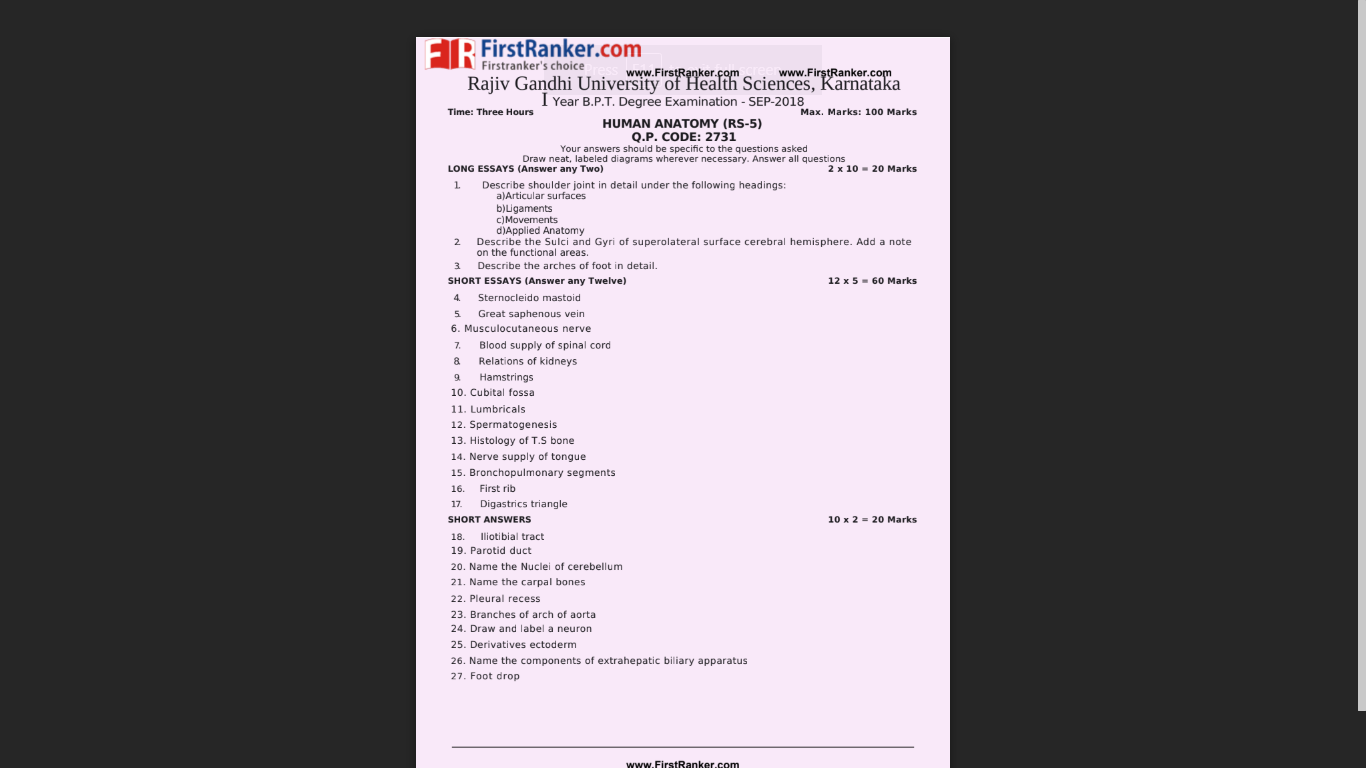 FR FirstRanker.com
Firstranker's choice
www.FirstRanker.com www.FirstRanker.com
Rajiv Gandhi University of Health Sciences, Karnataka
I Year B.P.T. Degree Examination - SEP-2018
Time: Three Hours Max. Marks: 100 Marks
HUMAN ANATOMY (RS-5)
Q.P. CODE: 2731
Your answers should be specific to the questions asked
Draw neat, labeled diagrams wherever necessary. Answer all questions
LONG ESSAYS (Answer any Two) 2 x 10 = 20 Marks
1. Describe shoulder joint in detail under the following headings:
a)Articular surfaces
b)Ligaments
c)Movements
d)Applied Anatomy
2. Describe the Sulci and Gyri of superolateral surface cerebral hemisphere. Add a note
on the functional areas.
3. Describe the arches of foot in detail.
SHORT ESSAYS (Answer any Twelve) 12 x 5 = 60 Marks
4. Sternocleido mastoid
5. Great saphenous vein
6. Musculocutaneous nerve
7. Blood supply of spinal cord
8. Relations of kidneys
9. Hamstrings
10. Cubital fossa
11. Lumbricals
12. Spermatogenesis
13. Histology of T.S bone
14. Nerve supply of tongue
15. Bronchopulmonary segments
16. First rib
17. Digastrics triangle
SHORT ANSWERS 10 x 2 = 20 Marks
18. Iliotibial tract
19. Parotid duct
20. Name the Nuclei of cerebellum
21. Name the carpal bones
22. Pleural recess
23. Branches of arch of aorta
24. Draw and label a neuron
25. Derivatives ectoderm
26. Name the components of extrahepatic biliary apparatus
27. Foot drop
www.FirstRanker.com